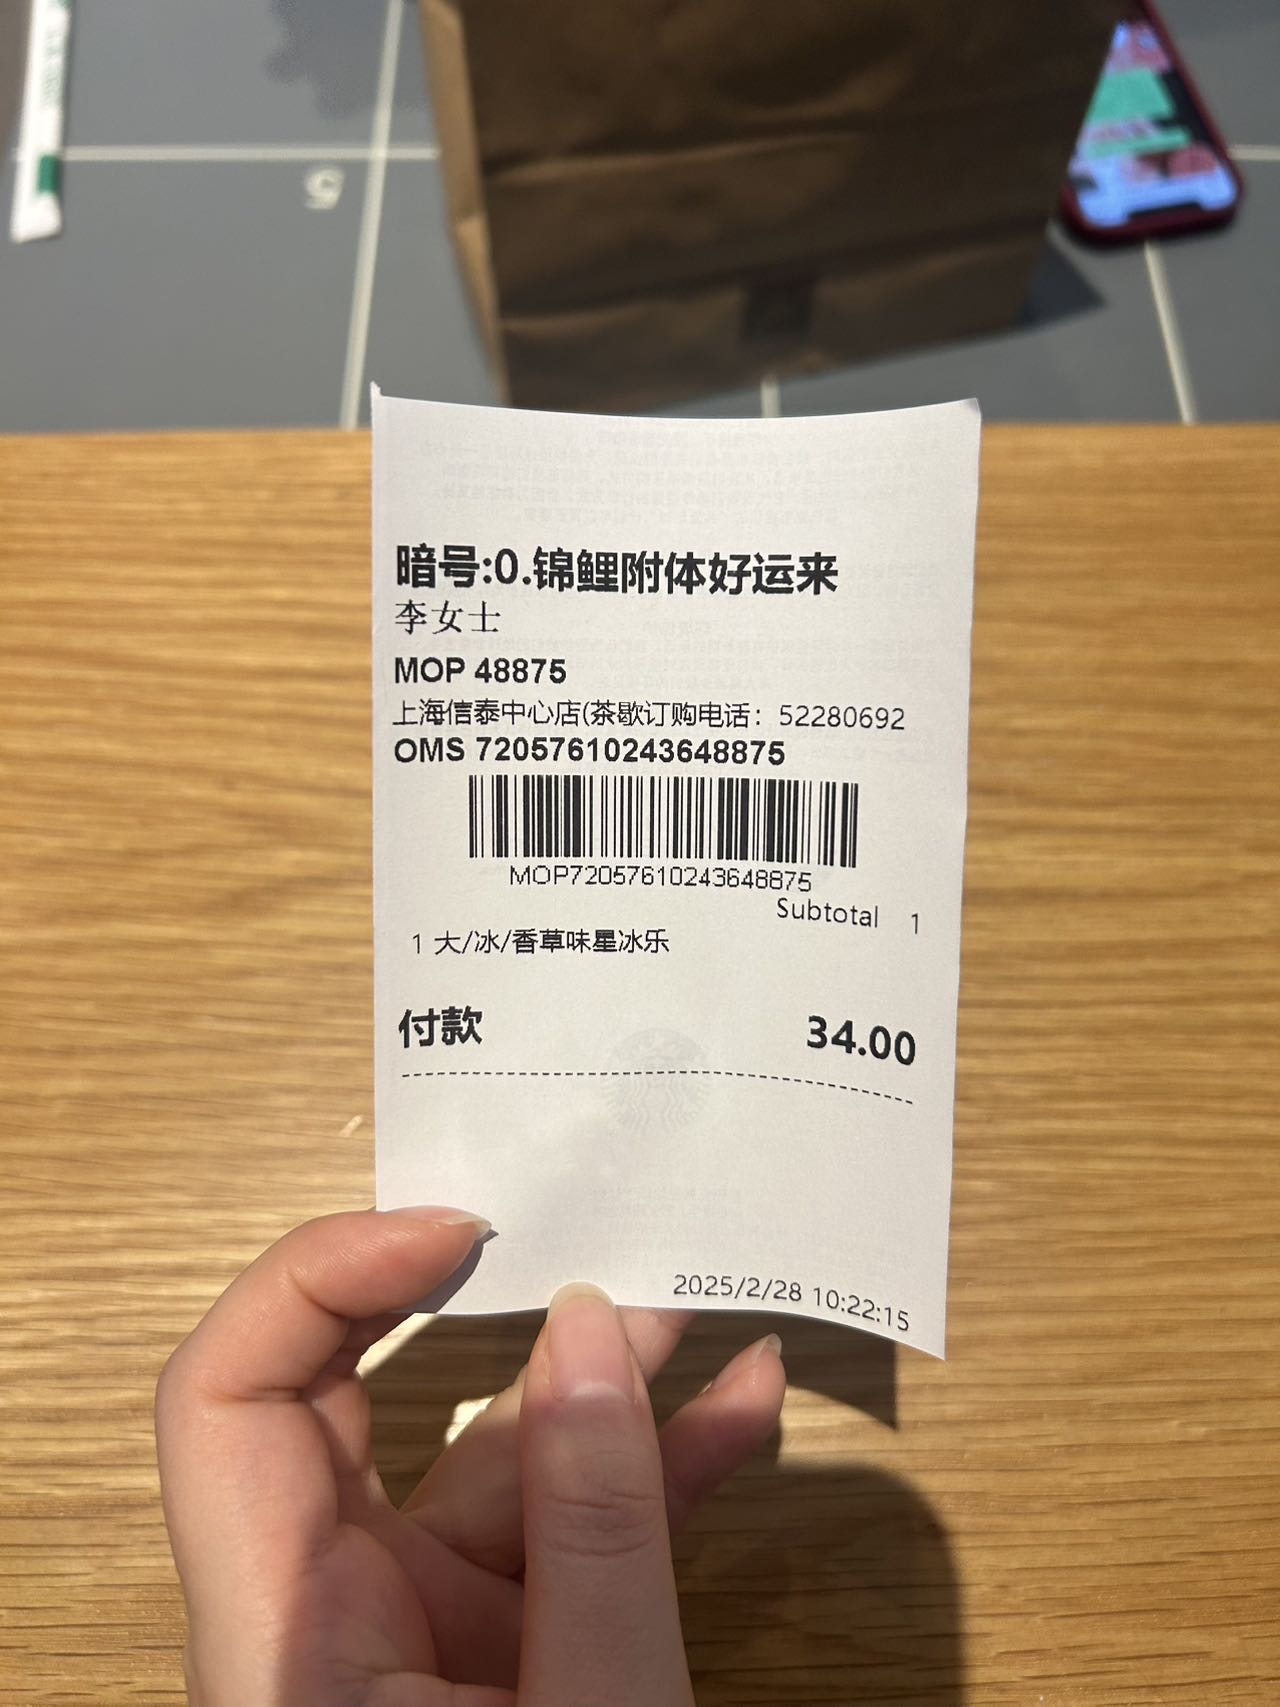 5
暗号:0.锦鲤附体好运来
李女士
MOP 48875
上海信泰中心店(茶歇订购电话：52280692
OMS 72057610243648875
MOP72057610243648875
Subtotal 1
1 大/冰/香草味星冰乐
付款 34.00
2025/2/28 10:22:15